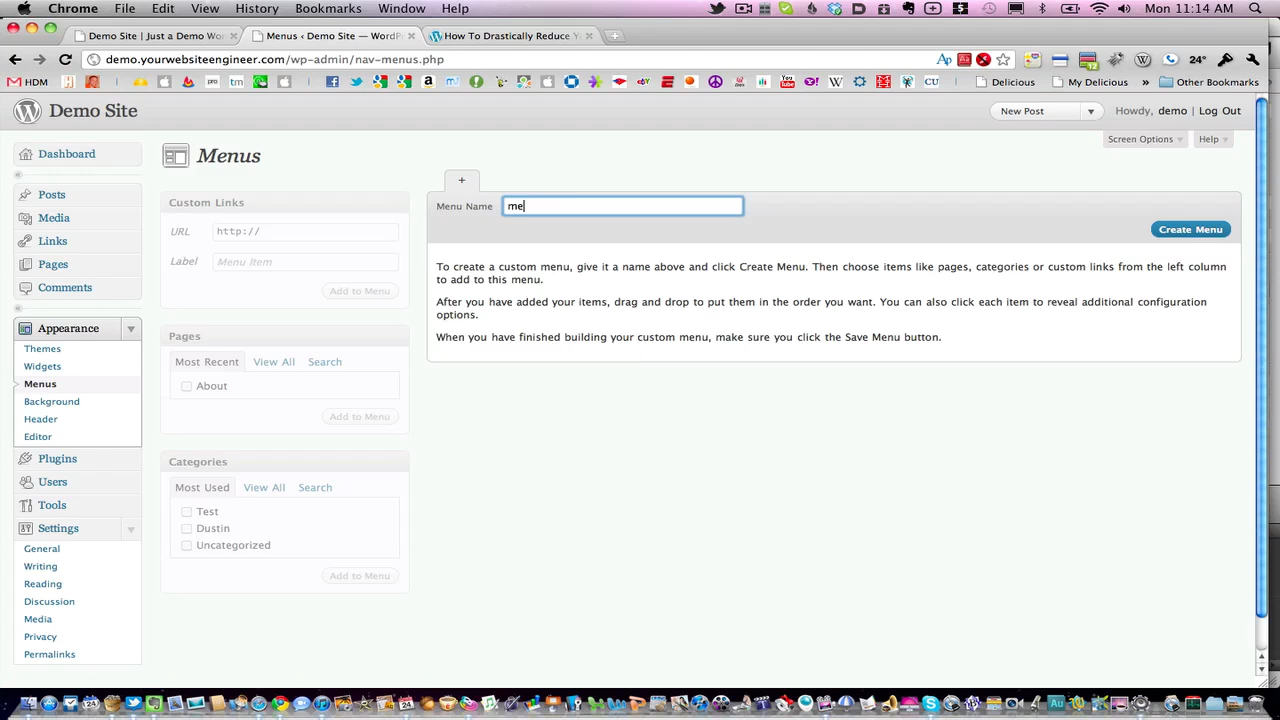 Chrome File Edit View History Bookmarks Window Help Mon 11:14 AM
Demo Site | Just a Demo Wo Menus ‹ Demo Site — WordPr How To Drastically Reduce Y
demo.yourwebsiteengineer.com/wp-admin/nav-menus.php 24°
HDM Delicious My Delicious » Other Bookmarks
Demo Site New Post Howdy, demo | Log Out
Screen Options Help
Dashboard
Posts
Media
Links
Pages
Comments
Appearance
Themes
Widgets
Menus
Background
Header
Editor
Plugins
Users
Tools
Settings
General
Writing
Reading
Discussion
Media
Privacy
Permalinks
Menus
Custom Links
URL http://
Label Menu Item
Add to Menu
Pages
Most Recent View All Search
About
Add to Menu
Categories
Most Used View All Search
Test
Dustin
Uncategorized
Add to Menu
+
Menu Name me
Create Menu
To create a custom menu, give it a name above and click Create Menu. Then choose items like pages, categories or custom links from the left column
to add to this menu.
After you have added your items, drag and drop to put them in the order you want. You can also click each item to reveal additional configuration
options.
When you have finished building your custom menu, make sure you click the Save Menu button.